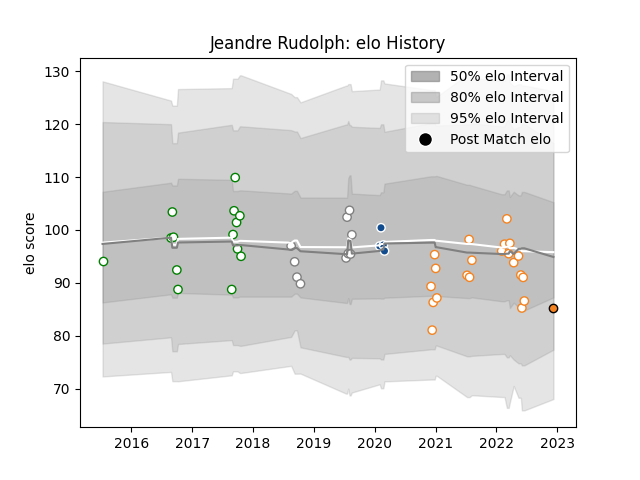 Jeandre Rudolph: elo History
50% elo Interval
80% elo Interval
95% elo Interval
Post Match elo
elo score
130
120
110
100
90
80
70
2016 2017 2018 2019 2020 2021 2022 2023